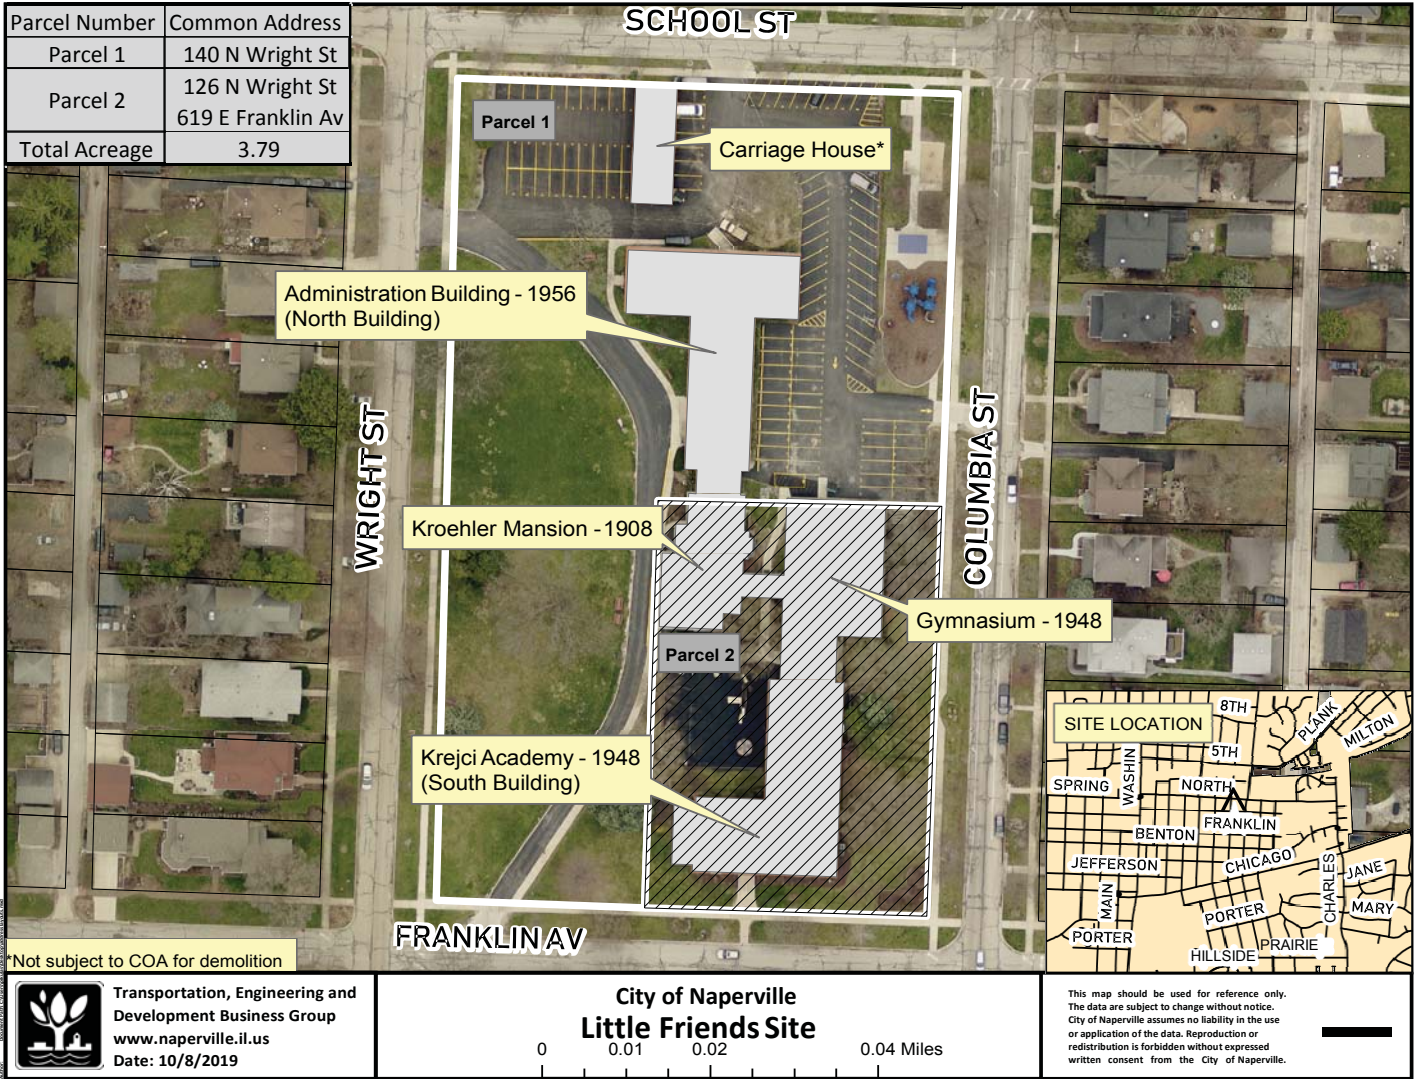 Parcel Number Common Address
Parcel 1 140 N Wright St
Parcel 2 126 N Wright St
619 E Franklin Av
Total Acreage 3.79
SCHOOL ST
Parcel 1
Carriage House*
Administration Building - 1956
(North Building)
WRIGHT ST
COLUMBIA ST
Kroehler Mansion - 1908
Gymnasium - 1948
Parcel 2
Krejci Academy - 1948
(South Building)
FRANKLIN AV
*Not subject to COA for demolition
SITE LOCATION
8TH
PLANK
MILTON
5TH
WASHIN
SPRING
NORTH
FRANKLIN
BENTON
JEFFERSON
CHICAGO
CHARLES
JANE
MAIN
MARY
PORTER
PORTER
PRAIRIE
HILLSIDE
Transportation, Engineering and
Development Business Group
www.naperville.il.us
Date: 10/8/2019
City of Naperville
Little Friends Site
0 0.01 0.02 0.04 Miles
This map should be used for reference only.
The data are subject to change without notice.
City of Naperville assumes no liability in the use
or application of the data. Reproduction or
redistribution is forbidden without expressed
written consent from the City of Naperville.